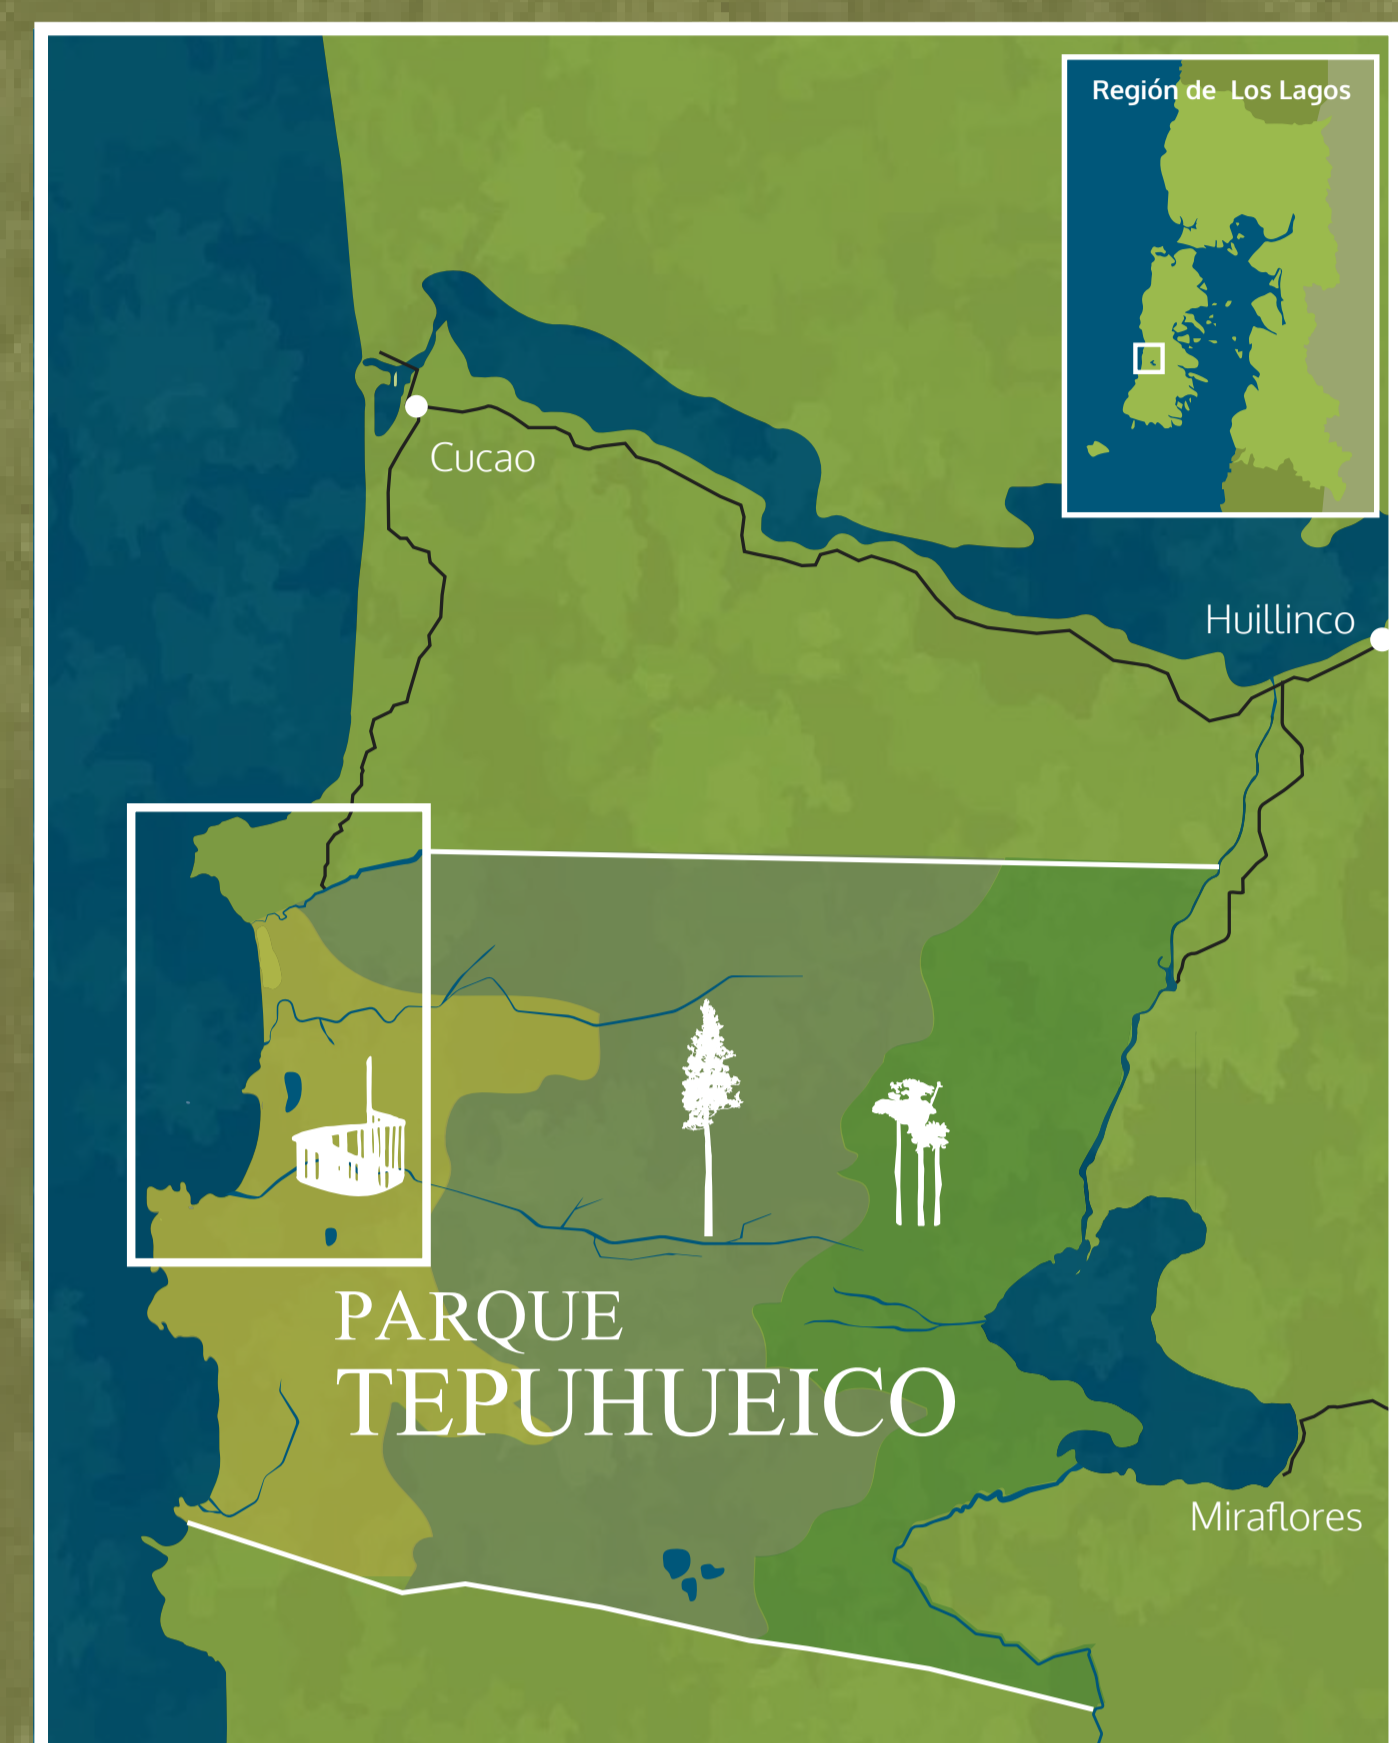 Región de Los Lagos
Cucao
Huillinco
PARQUE
TEPUHUEICO
Miraflores